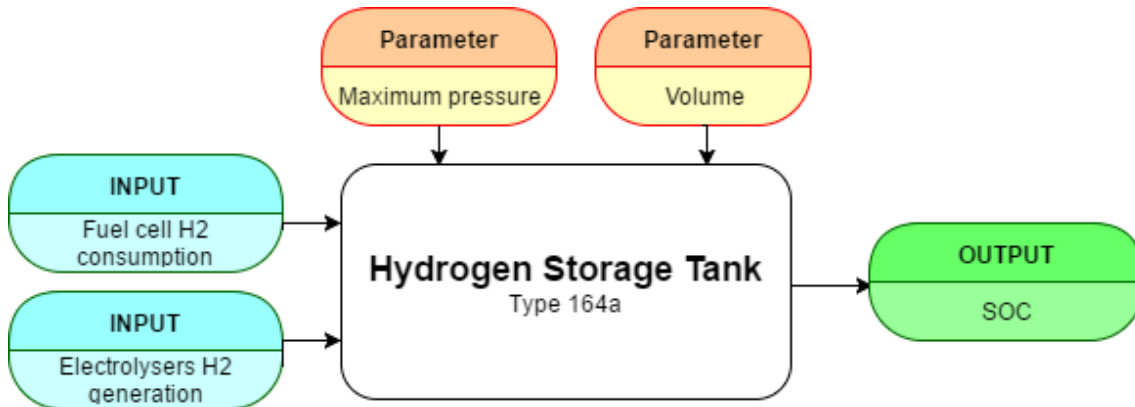 Parameter
Maximum pressure
Parameter
Volume
INPUT
Fuel cell H2
consumption
INPUT
Electrolysers H2
generation
Hydrogen Storage Tank
Type 164a
OUTPUT
SOC